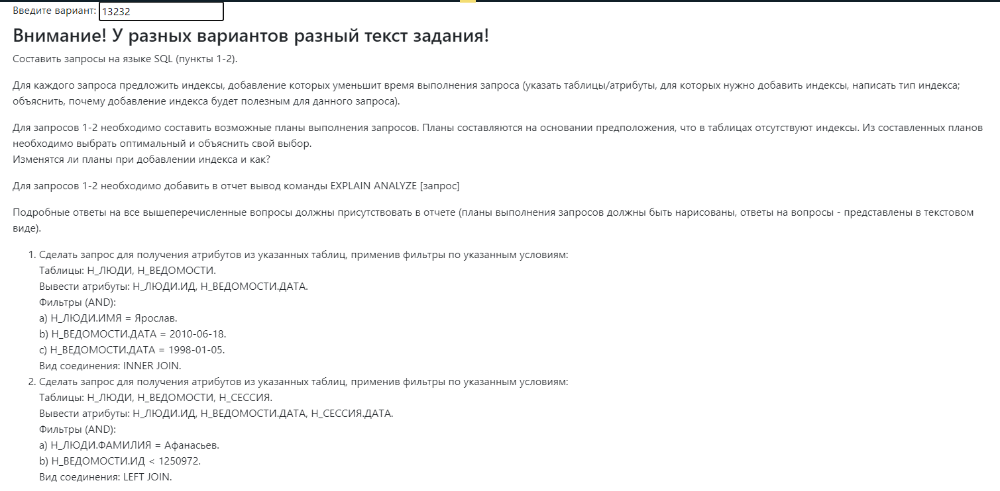 Введите вариант: 13232
Внимание! У разных вариантов разный текст задания!
Составить запросы на языке SQL (пункты 1-2).
Для каждого запроса предложить индексы, добавление которых уменьшит время выполнения запроса (указать таблицы/атрибуты, для которых нужно добавить индексы, написать тип индекса;
объяснить, почему добавление индекса будет полезным для данного запроса).
Для запросов 1-2 необходимо составить возможные планы выполнения запросов. Планы составляются на основании предположения, что в таблицах отсутствуют индексы. Из составленных планов
необходимо выбрать оптимальный и объяснить свой выбор.
Изменятся ли планы при добавлении индекса и как?
Для запросов 1-2 необходимо добавить в отчет вывод команды EXPLAIN ANALYZE [запрос]
Подробные ответы на все вышеперечисленные вопросы должны присутствовать в отчете (планы выполнения запросов должны быть нарисованы, ответы на вопросы - представлены в текстовом
виде).
1. Сделать запрос для получения атрибутов из указанных таблиц, применив фильтры по указанным условиям:
Таблицы: Н_ЛЮДИ, Н_ВЕДОМОСТИ.
Вывести атрибуты: Н_ЛЮДИ.ИД, Н_ВЕДОМОСТИ.ДАТА.
Фильтры (AND):
a) Н_ЛЮДИ.ИМЯ = Ярослав.
b) Н_ВЕДОМОСТИ.ДАТА = 2010-06-18.
c) Н_ВЕДОМОСТИ.ДАТА = 1998-01-05.
Вид соединения: INNER JOIN.
2. Сделать запрос для получения атрибутов из указанных таблиц, применив фильтры по указанным условиям:
Таблицы: Н_ЛЮДИ, Н_ВЕДОМОСТИ, Н_СЕССИЯ.
Вывести атрибуты: Н_ЛЮДИ.ИД, Н_ВЕДОМОСТИ.ДАТА, Н_СЕССИЯ.ДАТА.
Фильтры (AND):
a) Н_ЛЮДИ.ФАМИЛИЯ = Афанасьев.
b) Н_ВЕДОМОСТИ.ИД < 1250972.
Вид соединения: LEFT JOIN.